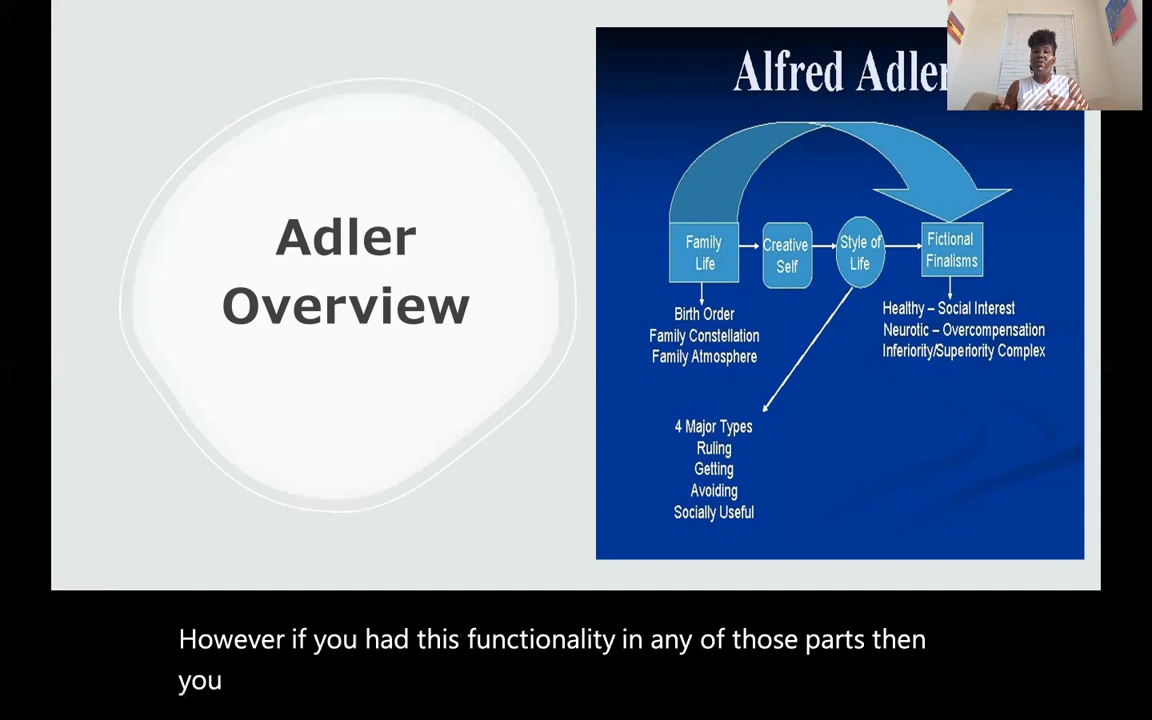 Adler
Overview
Alfred Adler
Family
Life
Creative
Self
Style of
Life
Fictional
Finalisms
Birth Order
Family Constellation
Family Atmosphere
Healthy – Social Interest
Neurotic – Overcompensation
Inferiority/Superiority Complex
4 Major Types
Ruling
Getting
Avoiding
Socially Useful
However if you had this functionality in any of those parts then
you